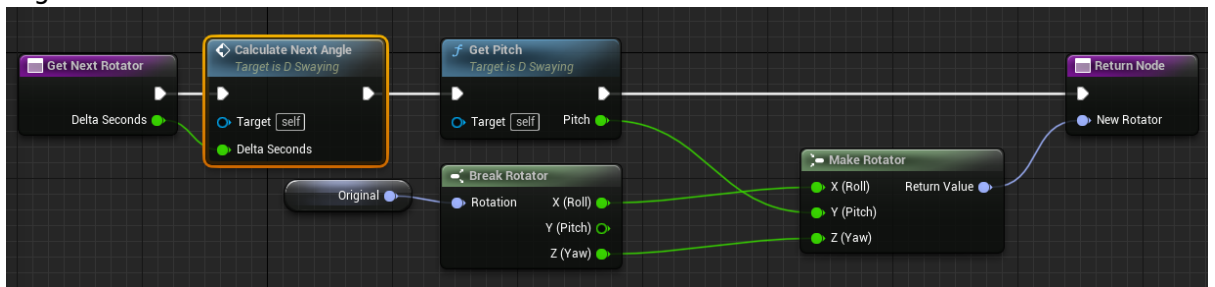 Get Next Rotator
Delta Seconds
Calculate Next Angle
Target is D Swaying
Target self
Delta Seconds
Get Pitch
Target is D Swaying
Target self Pitch
Original
Break Rotator
Rotation X (Roll)
Y (Pitch)
Z (Yaw)
Make Rotator
X (Roll) Return Value
Y (Pitch)
Z (Yaw)
Return Node
New Rotator